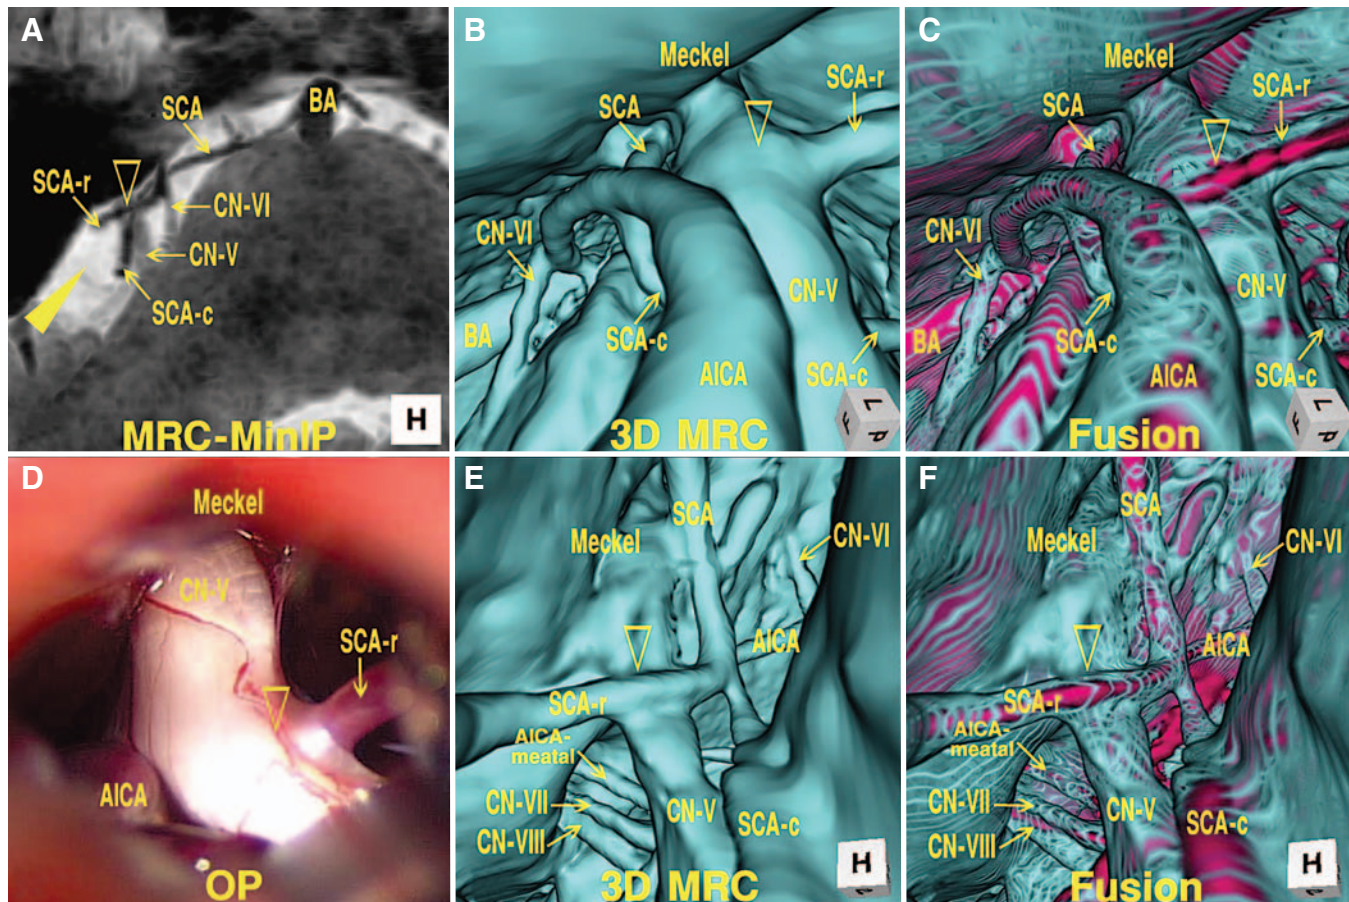 A
SCA
BA
SCA-r
CN-VI
CN-V
SCA-c
MRC-MinIP
H
B
Meckel
SCA-r
SCA
CN-VI
CN-V
BA
SCA-c
AICA
SCA-c
L
F
P
3D MRC
C
Meckel
SCA-r
SCA
CN-VI
CN-V
BA
SCA-c
AICA
SCA-c
L
F
P
Fusion
D
Meckel
CN-V
SCA-r
AICA
OP
E
SCA
Meckel
CN-VI
AICA
SCA-r
AICA-
meatal
CN-VII
CN-V
SCA-c
CN-VIII
H
3D MRC
F
SCA
Meckel
CN-VI
AICA
SCA-r
AICA-
meatal
CN-VII
CN-V
SCA-c
CN-VIII
H
Fusion